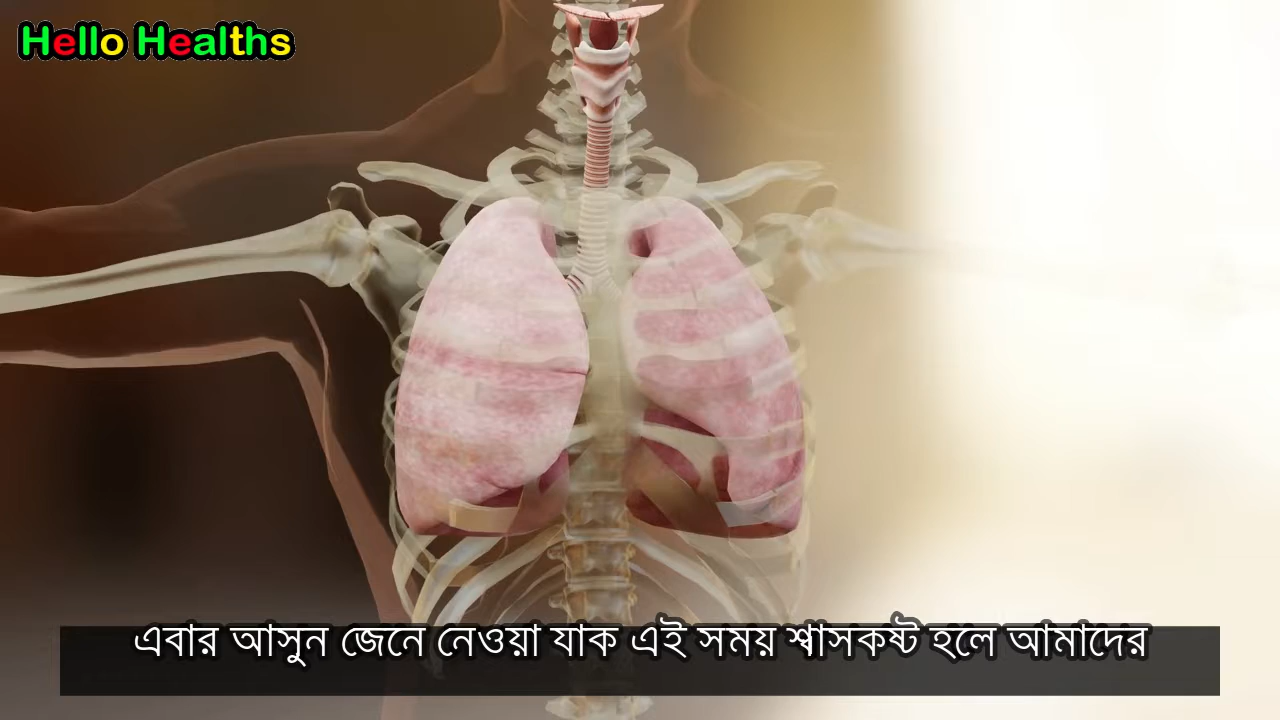 Hello Healths
এবার আসুন জেনে নেওয়া যাক এই সময় শ্বাসকষ্ট হলে আমাদের